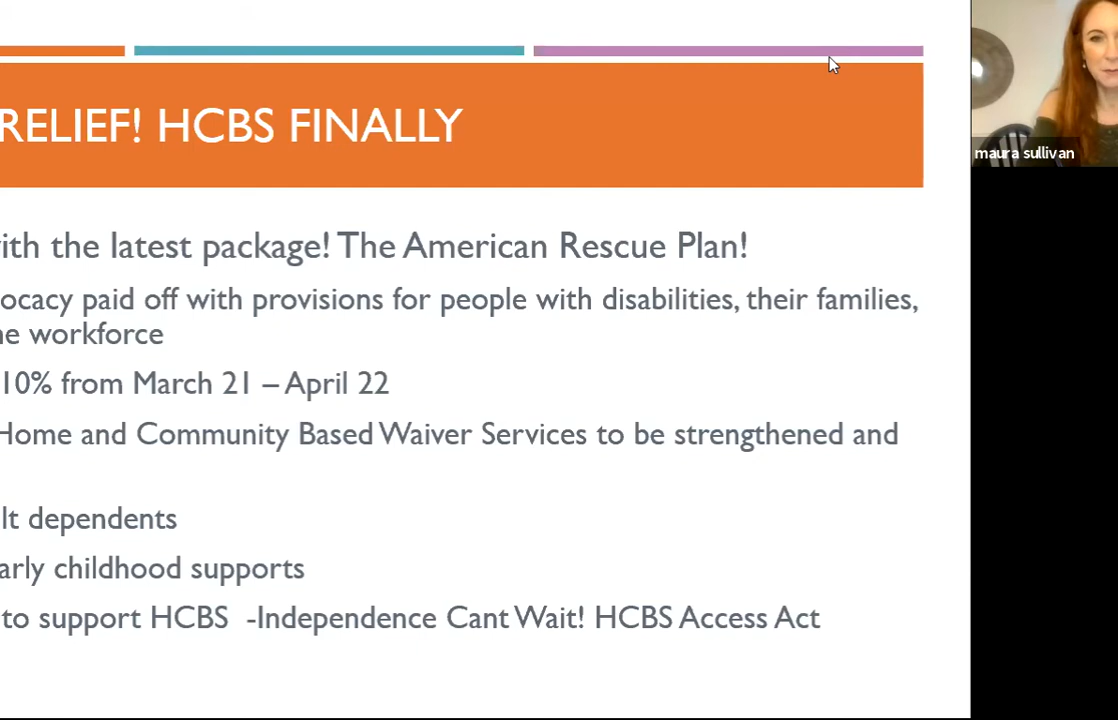 RELIEF! HCBS FINALLY
maura sullivan
with the latest package! The American Rescue Plan!
ocacy paid off with provisions for people with disabilities, their families,
he workforce
10% from March 21 – April 22
Home and Community Based Waiver Services to be strengthened and
lt dependents
arly childhood supports
to support HCBS -Independence Cant Wait! HCBS Access Act